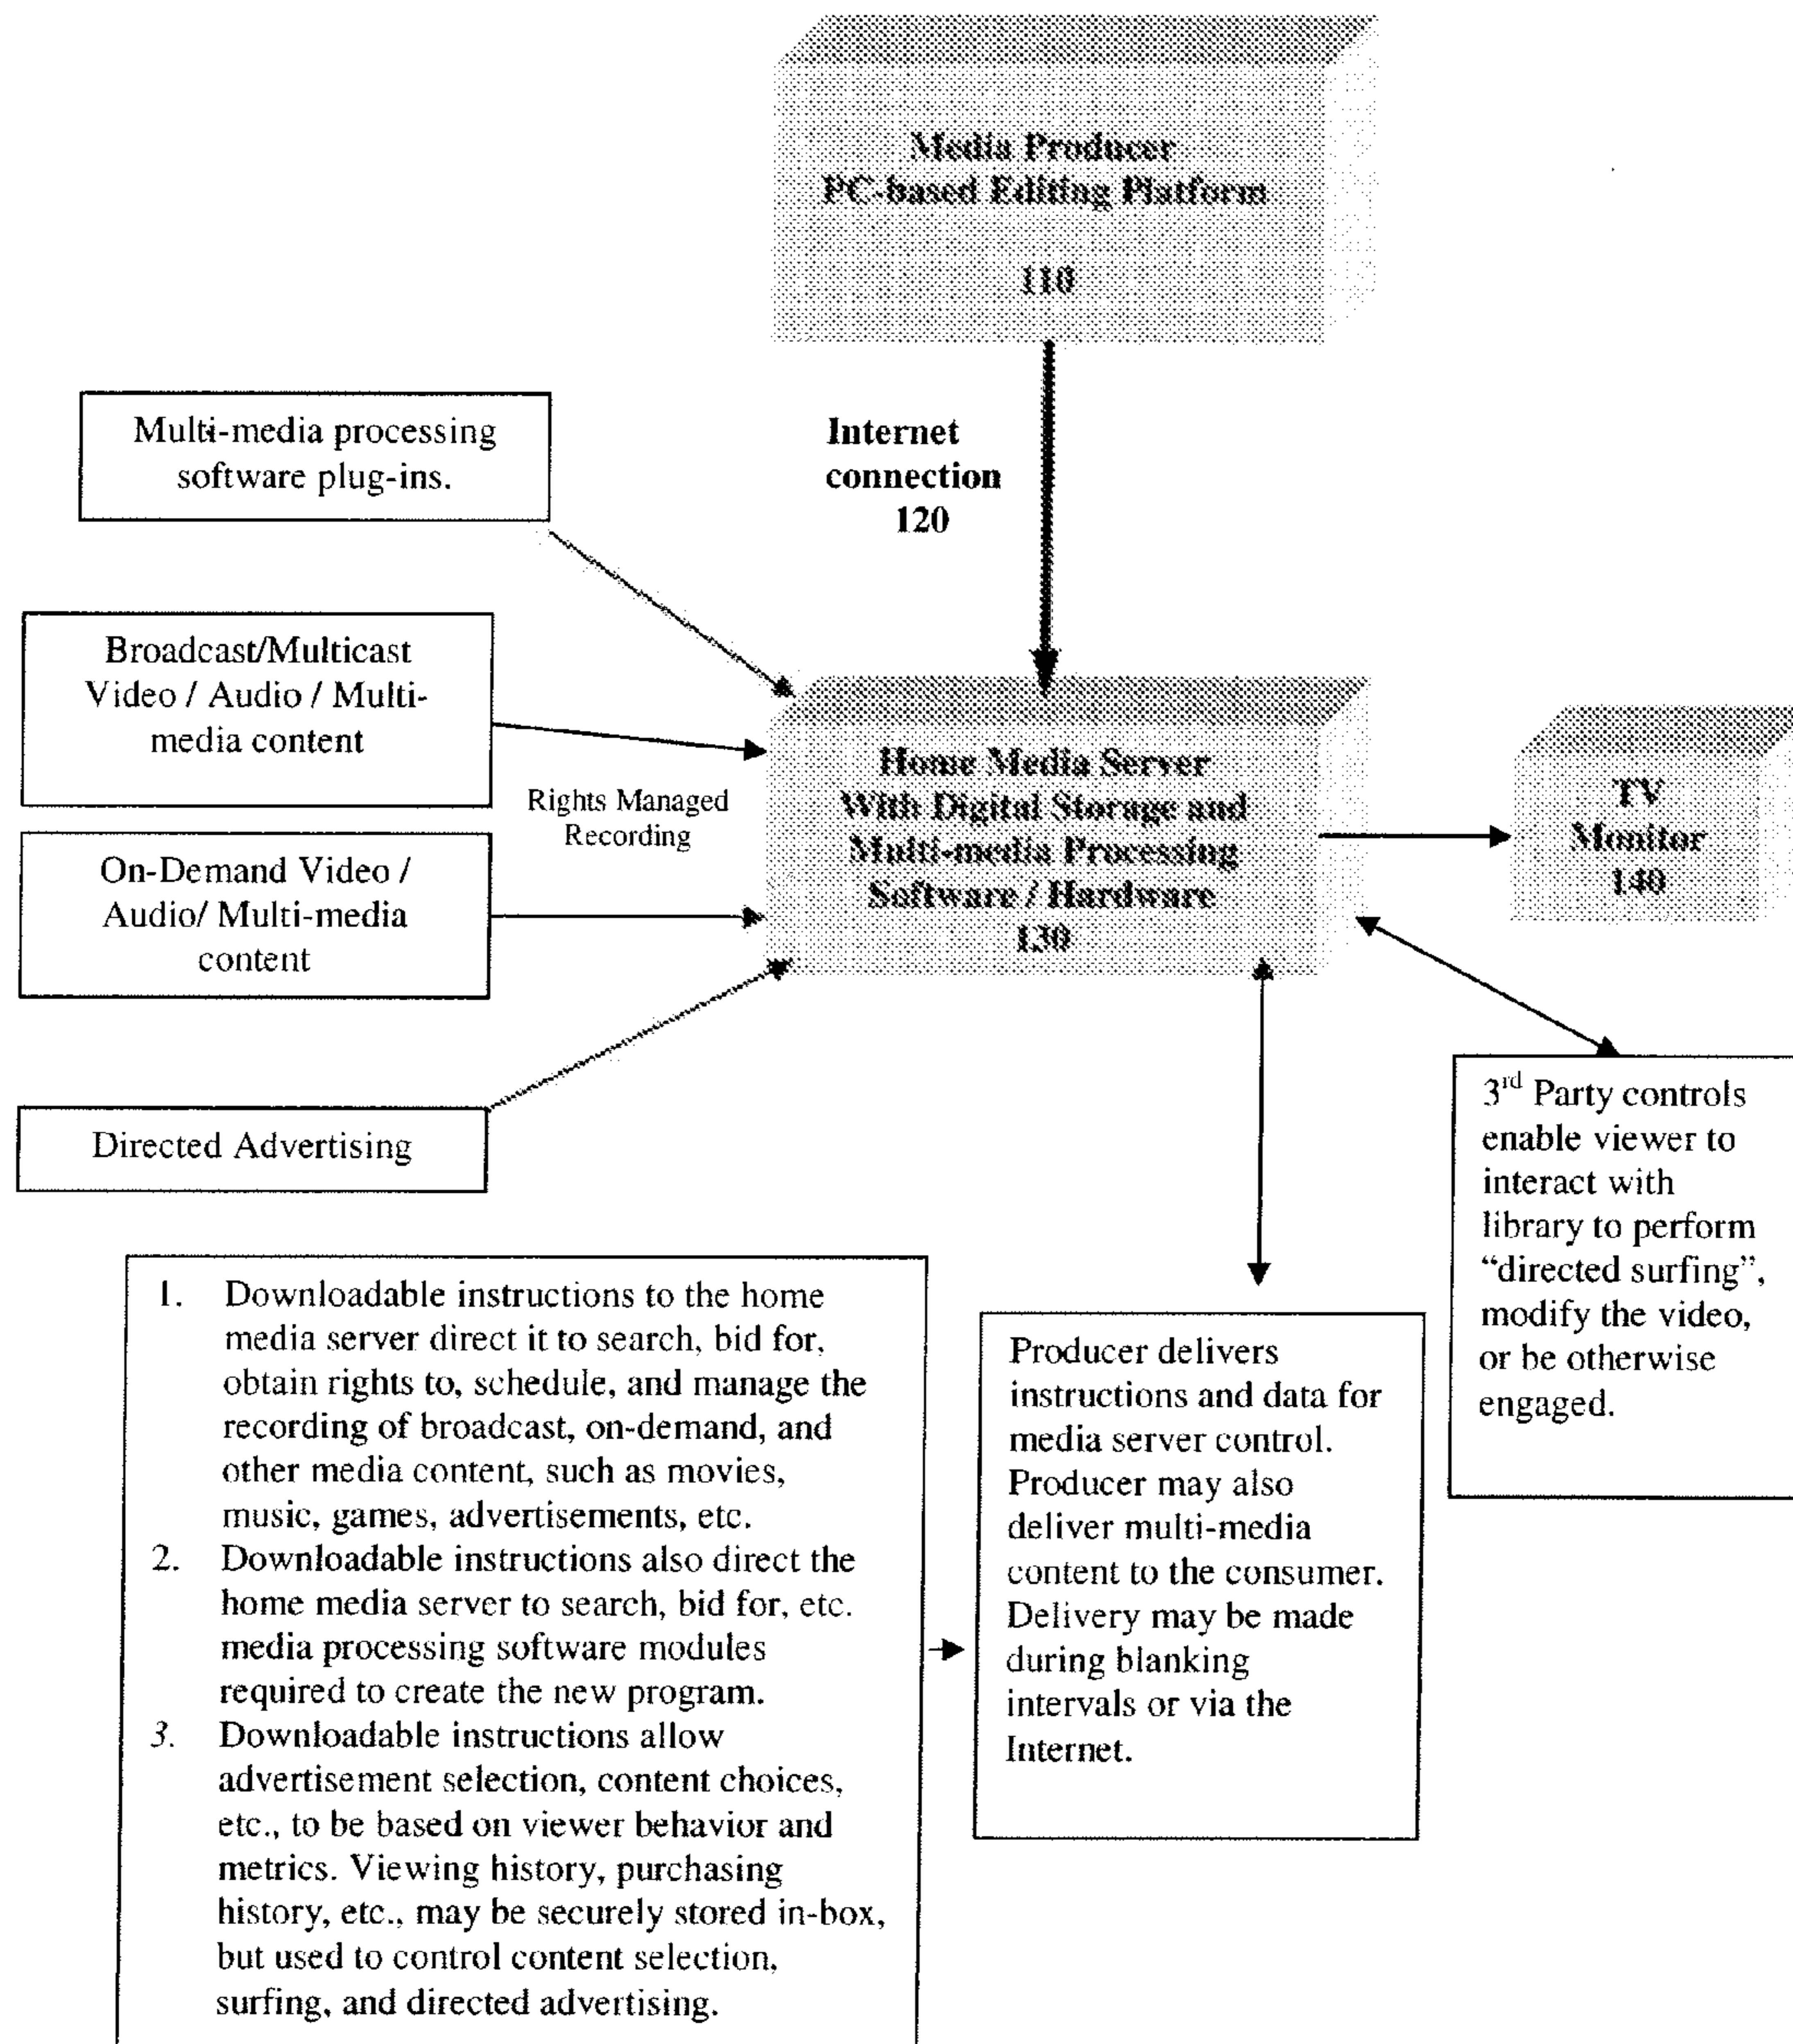 Media Producer
PC-based Editing Platform
110
Internet
connection
120
Multi-media processing
software plug-ins.
Broadcast/Multicast
Video / Audio / Multi-
media content
Rights Managed
Recording
On-Demand Video /
Audio/ Multi-media
content
Directed Advertising
Home Media Server
With Digital Storage and
Multi-media Processing
Software / Hardware
130
TV
Monitor
140
3rd Party controls
enable viewer to
interact with
library to perform
“directed surfing”,
modify the video,
or be otherwise
engaged.
1. Downloadable instructions to the home
media server direct it to search, bid for,
obtain rights to, schedule, and manage the
recording of broadcast, on-demand, and
other media content, such as movies,
music, games, advertisements, etc.
2. Downloadable instructions also direct the
home media server to search, bid for, etc.
media processing software modules
required to create the new program.
3. Downloadable instructions allow
advertisement selection, content choices,
etc., to be based on viewer behavior and
metrics. Viewing history, purchasing
history, etc., may be securely stored in-box,
but used to control content selection,
surfing, and directed advertising.
Producer delivers
instructions and data for
media server control.
Producer may also
deliver multi-media
content to the consumer.
Delivery may be made
during blanking
intervals or via the
Internet.